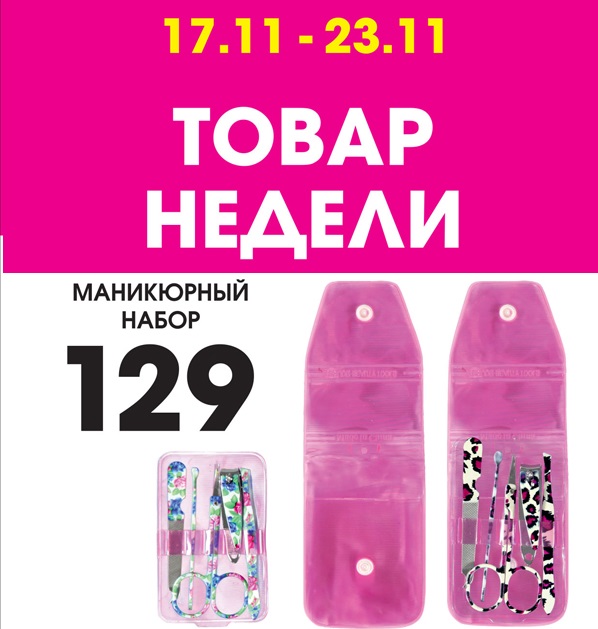 17.11 - 23.11
ТОВАР
НЕДЕЛИ
МАНИКЮРНЫЙ
НАБОР
129